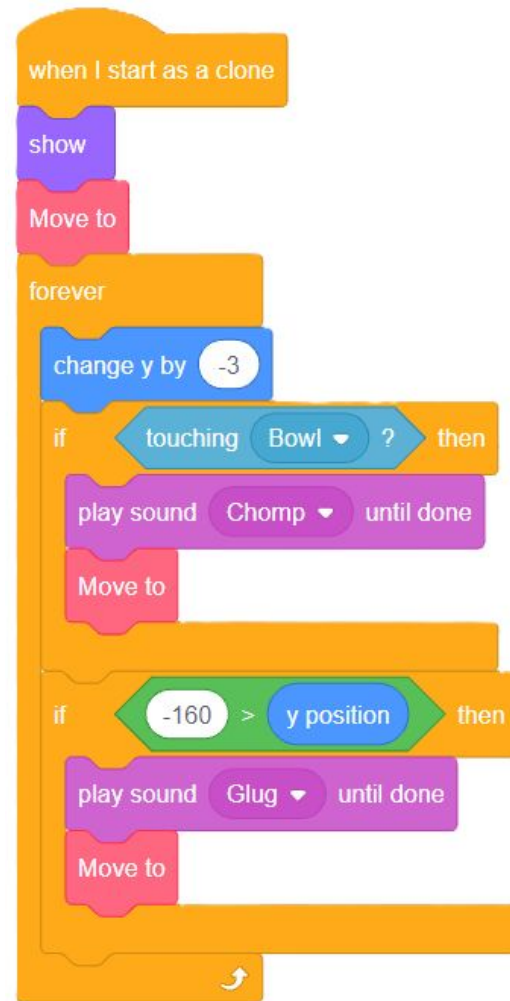 when I start as a clone
show
Move to
forever
change y by -3
if touching Bowl ? then
play sound Chomp until done
Move to
if -160 > y position then
play sound Glug until done
Move to